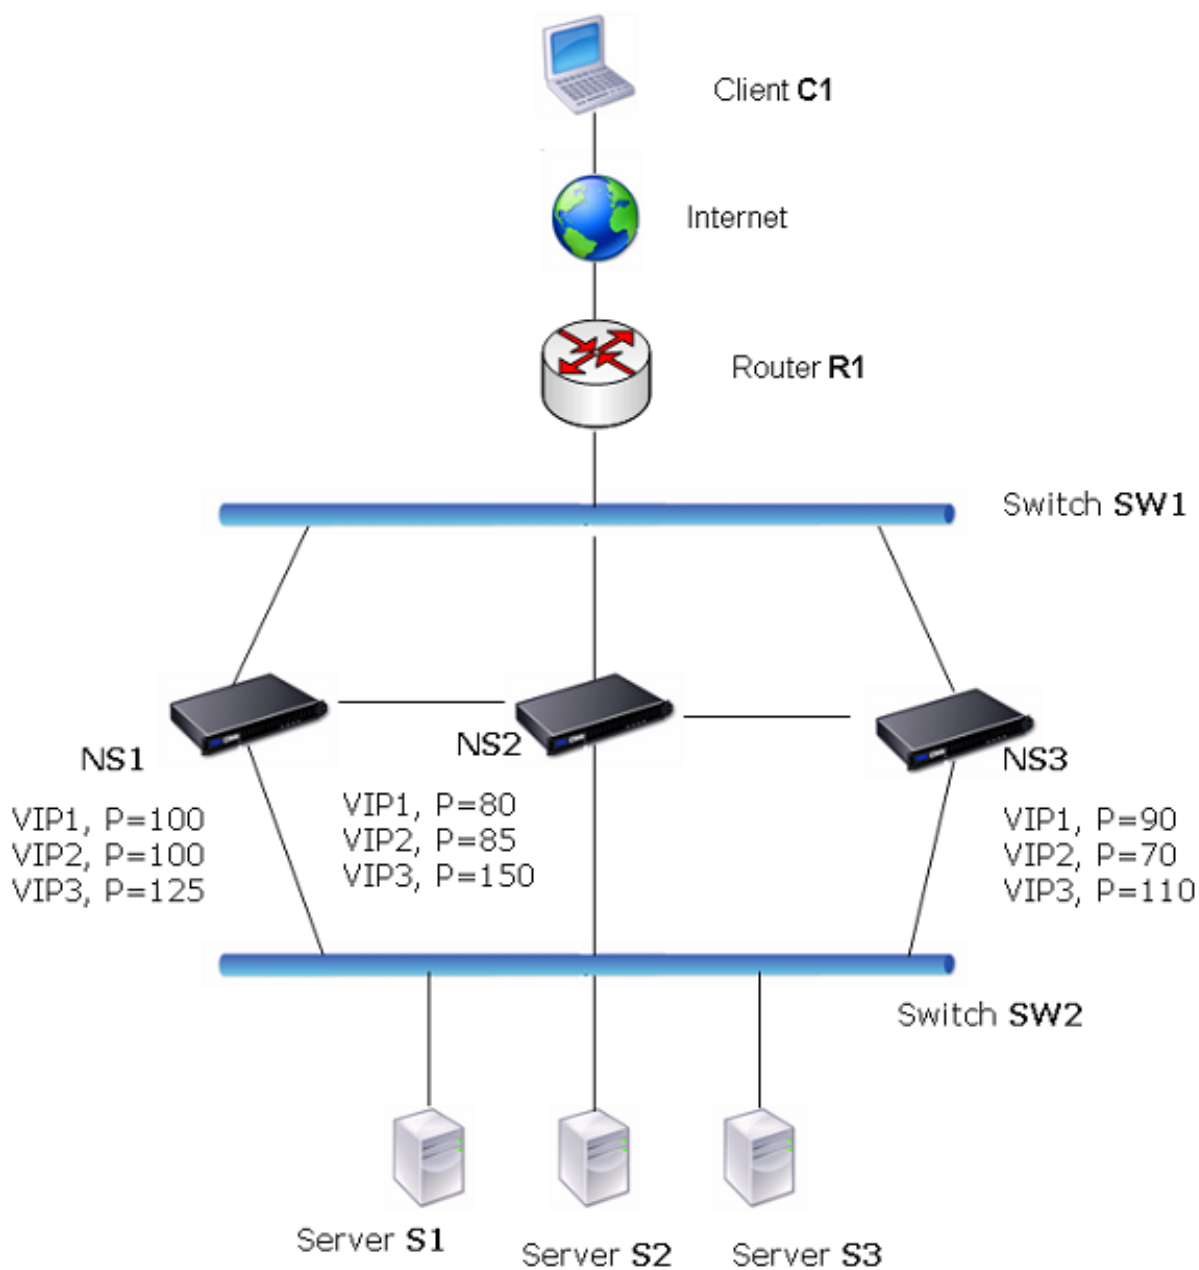 Client C1
Internet
Router R1
Switch SW1
NS1
VIP1, P=100
VIP2, P=100
VIP3, P=125
NS2
VIP1, P=80
VIP2, P=85
VIP3, P=150
NS3
VIP1, P=90
VIP2, P=70
VIP3, P=110
Switch SW2
Server S1
Server S2
Server S3